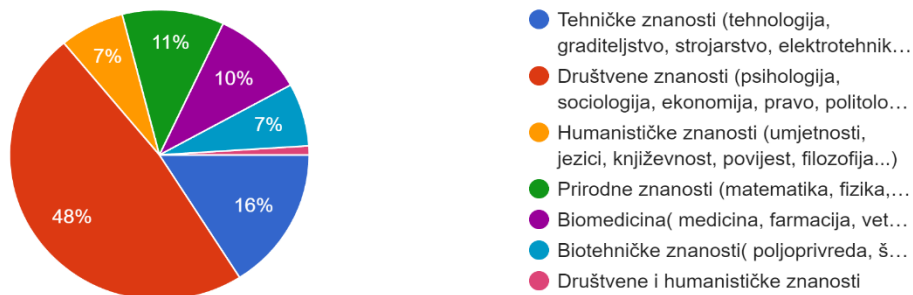 11%
7%
10%
7%
16%
48%
Tehničke znanosti (tehnologija,
graditeljstvo, strojarstvo, elektrotehnik…
Društvene znanosti (psihologija,
sociologija, ekonomija, pravo, politolo…
Humanističke znanosti (umjetnosti,
jezici, književnost, povijest, filozofija...)
Prirodne znanosti (matematika, fizika,…
Biomedicina( medicina, farmacija, vet…
Biotehničke znanosti( poljoprivreda, š…
Društvene i humanističke znanosti